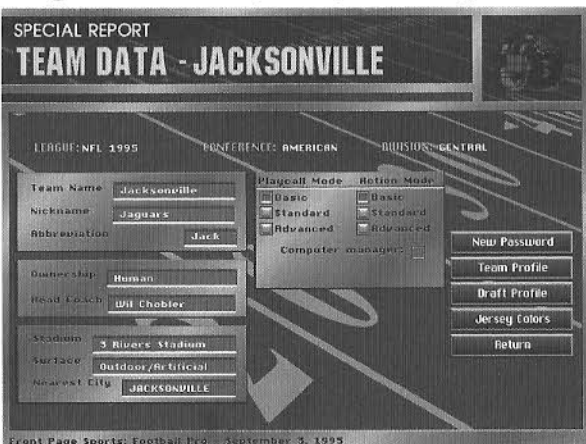 SPECIAL REPORT
TEAM DATA - JACKSONVILLE
LEAGUE: NFL 1995 CONFERENCE: AMERICAN DIVISION: CENTRAL
Team Name Jacksonville
Nickname Jaguars
Abbreviation Jack
Ownership Human
Head Coach Wil Chobler
Stadium 3 Rivers Stadium
Surface Outdoor/Artificial
Nearest City JACKSONVILLE
Playcall Mode Action Mode
Basic Basic
Standard Standard
Advanced Advanced
Computer manager:
New Password
Team Profile
Draft Profile
Jersey Colors
Return
Front Page Sports: Football Pro - September 3, 1995